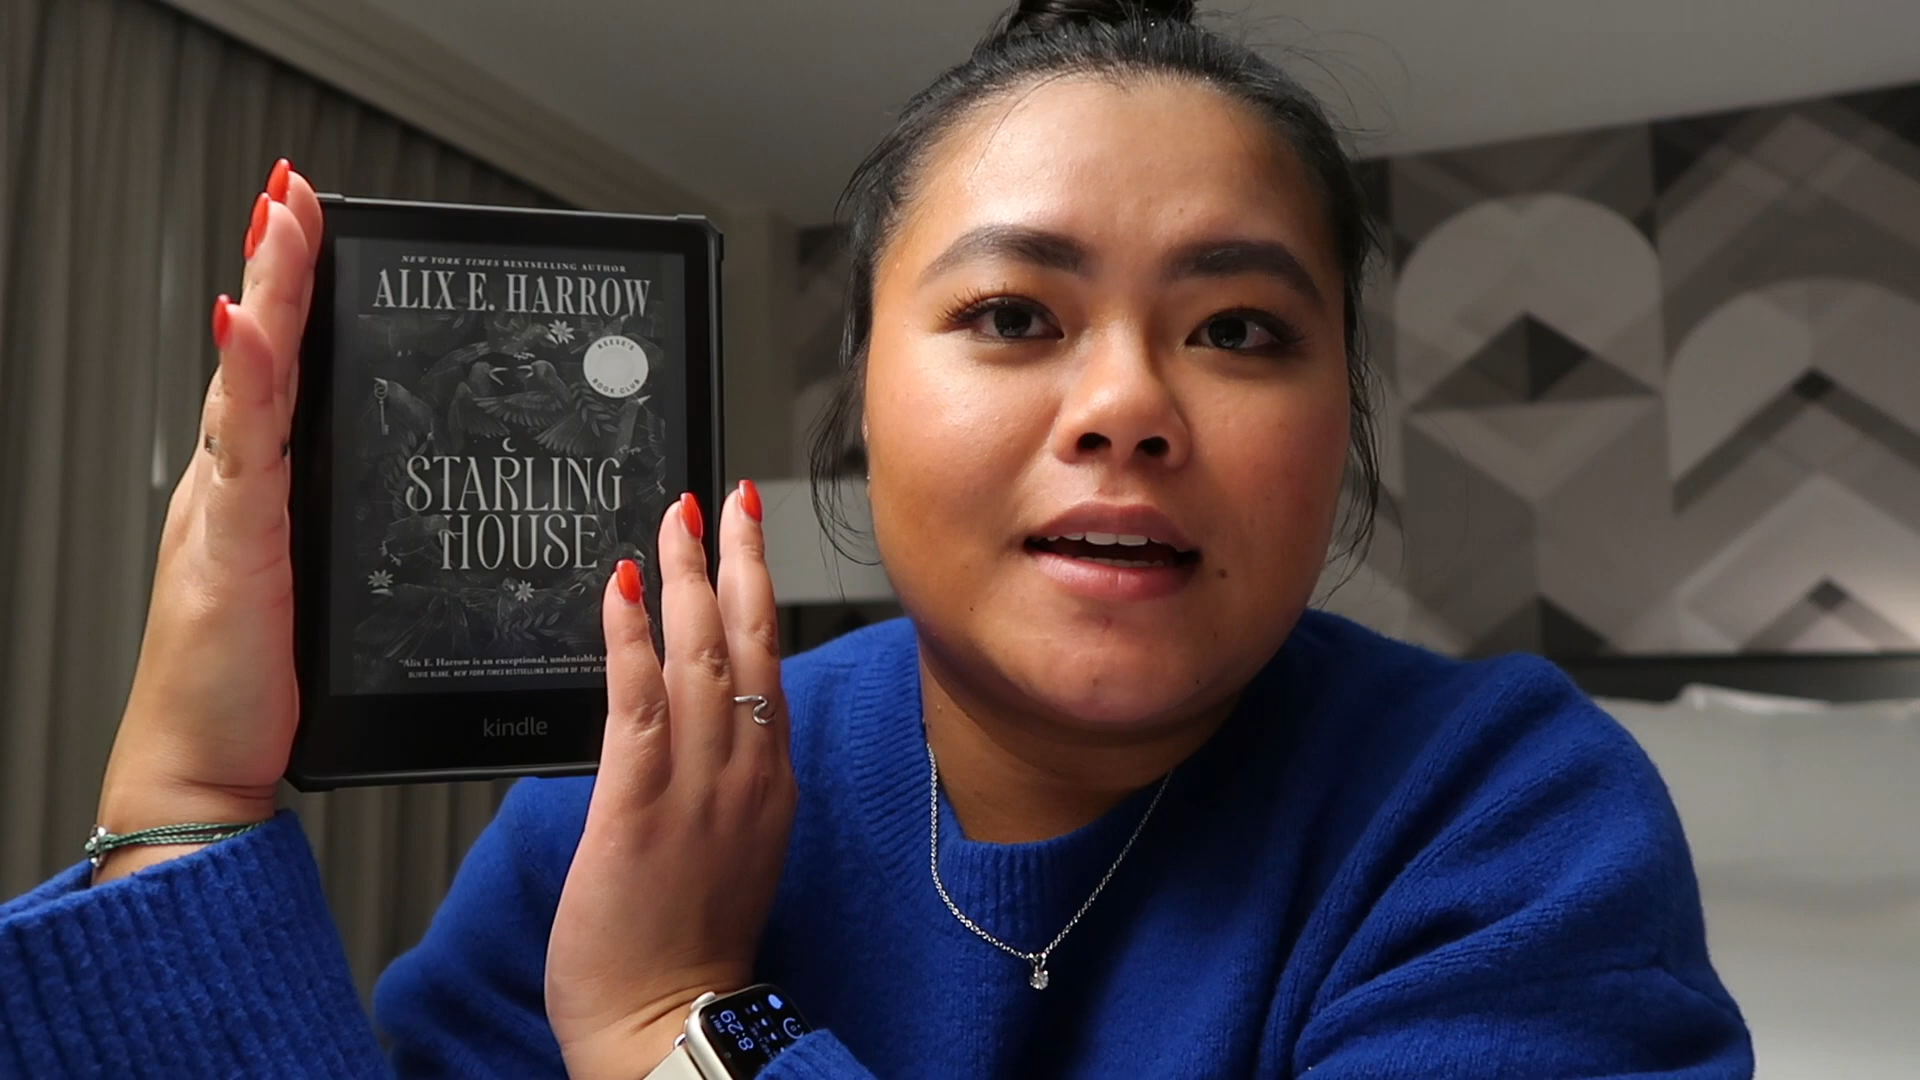 NEW YORK TIMES BESTSELLING AUTHOR
ALIX E. HARROW
REESE'S
BOOK CLUB
STARLING
HOUSE
"Alix E. Harrow is an exceptional, undeniable
OLIVIE BLAKE, NEW YORK TIMES BESTSELLING AUTHOR OF THE
kindle
8:29